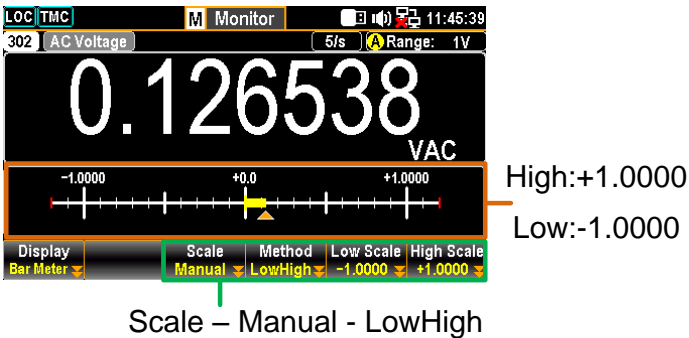 LOC TMC M Monitor 11:45:39
302 AC Voltage 5/s A Range: 1V
0.126538
VAC
-1.0000 +0.0 +1.0000
High:+1.0000
Low:-1.0000
Display Scale Method Low Scale High Scale
Bar Meter Manual LowHigh -1.0000 +1.0000
Scale – Manual - LowHigh